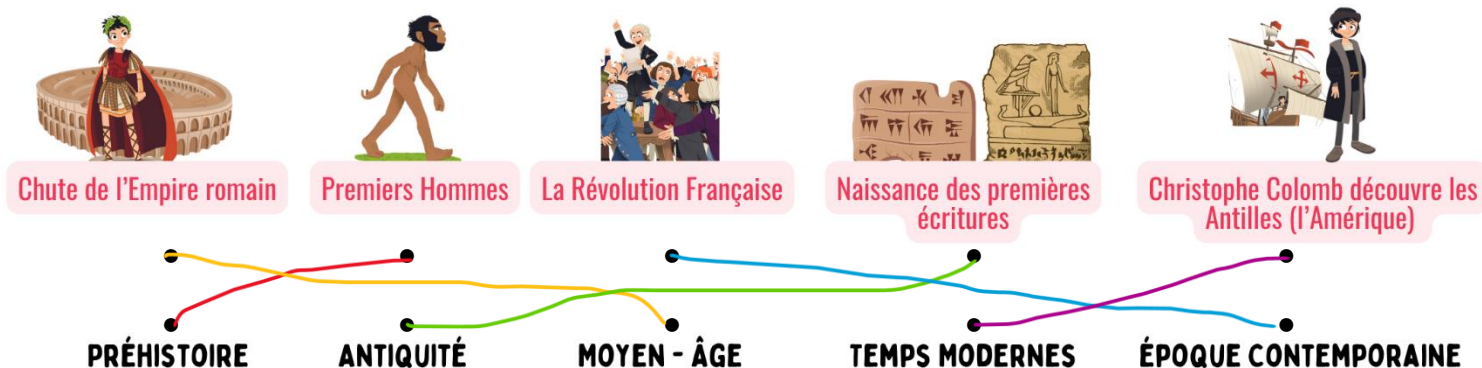 Chute de l'Empire romain
Premiers Hommes
La Révolution Française
Naissance des premières
écritures
Christophe Colomb découvre les
Antilles (l'Amérique)
PRÉHISTOIRE
ANTIQUITÉ
MOYEN - ÂGE
TEMPS MODERNES
ÉPOQUE CONTEMPORAINE